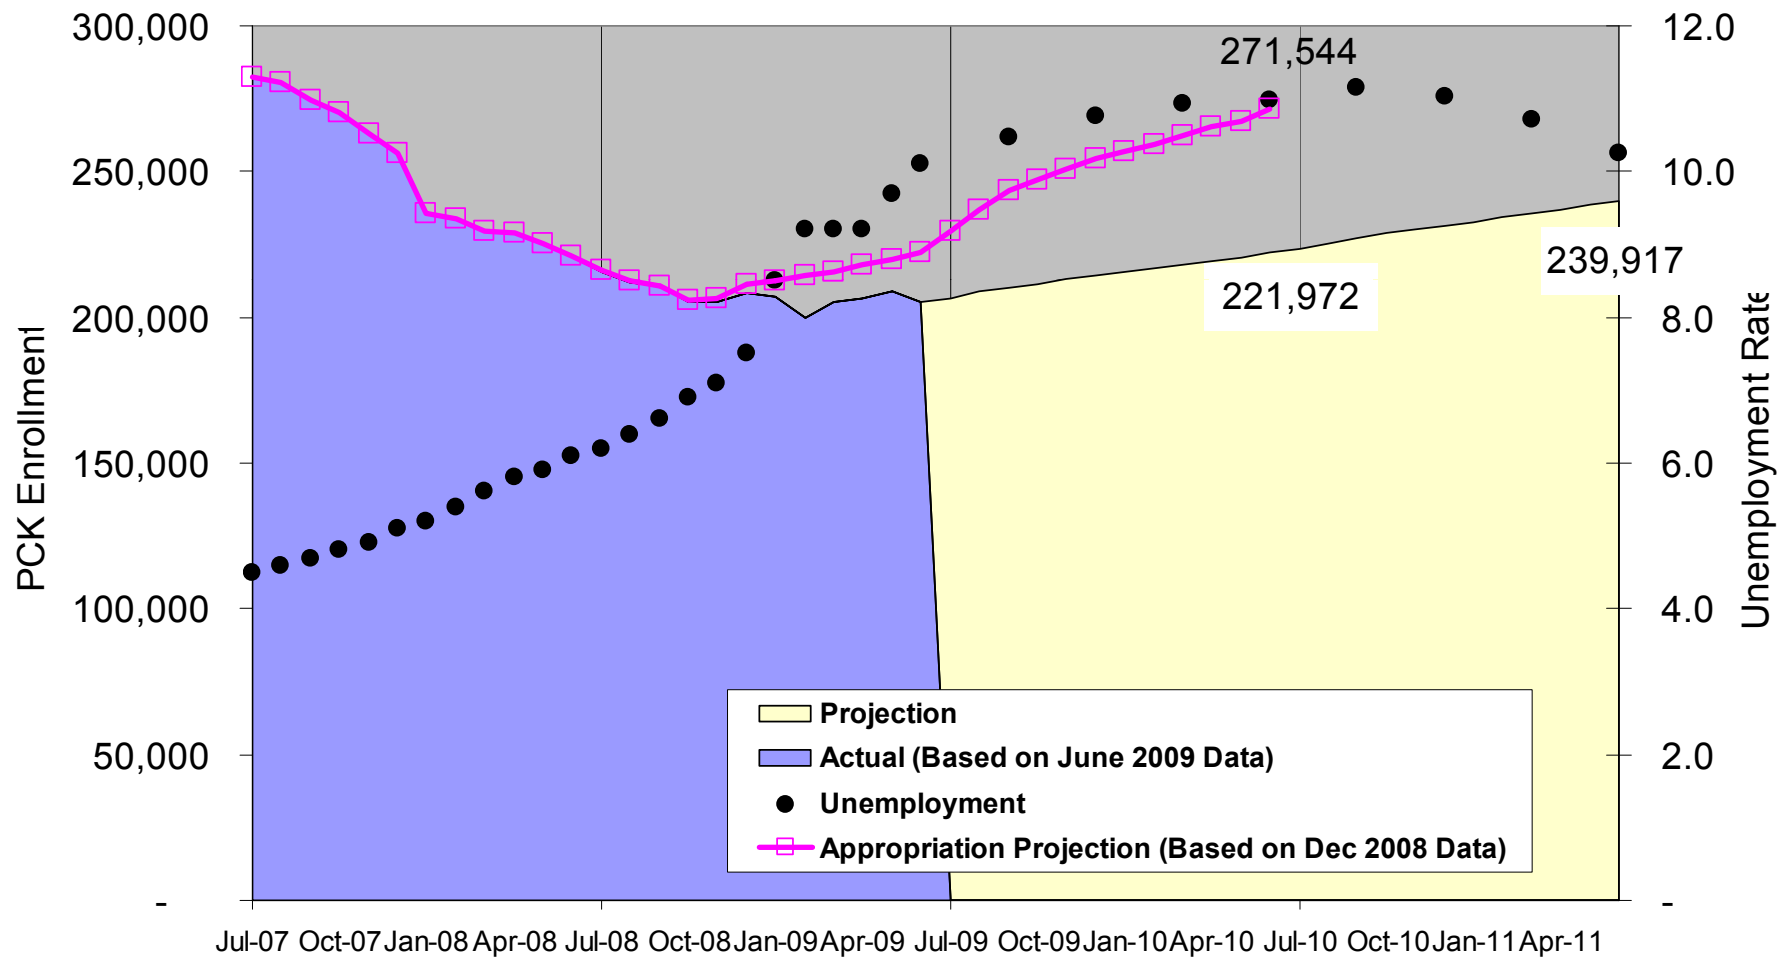 300,000
250,000
200,000
150,000
100,000
50,000
-
PCK Enrollment
12.0
10.0
8.0
6.0
4.0
2.0
-
Unemployment Rate
271,544
239,917
221,972
Projection
Actual (Based on June 2009 Data)
Unemployment
Appropriation Projection (Based on Dec 2008 Data)
Jul-07 Oct-07 Jan-08 Apr-08 Jul-08 Oct-08 Jan-09 Apr-09 Jul-09 Oct-09 Jan-10 Apr-10 Jul-10 Oct-10 Jan-11 Apr-11